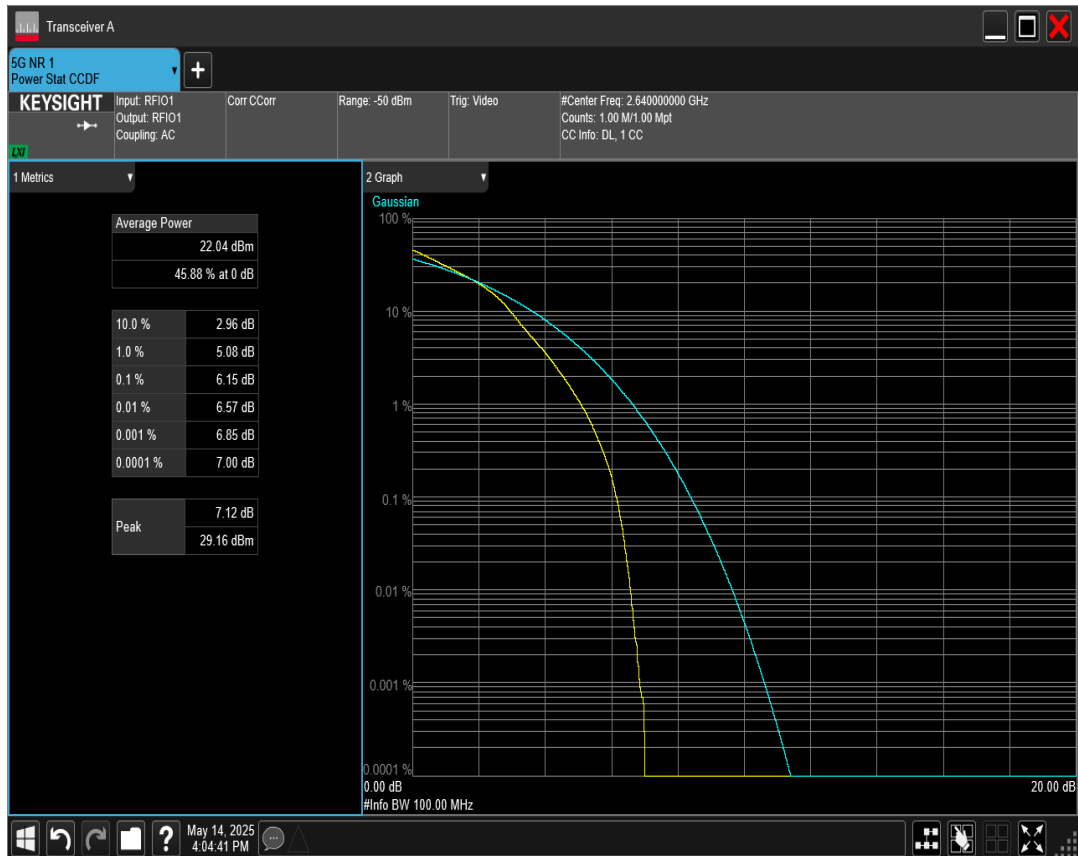 Transceiver A
5G NR 1
Power Stat CCDF
+
KEYSIGHT
LXI
Input: RFIO1
Output: RFIO1
Coupling: AC
Corr CCorr
Range: -50 dBm
Trig: Video
#Center Freq: 2.640000000 GHz
Counts: 1.00 M/1.00 Mpt
CC Info: DL, 1 CC
1 Metrics
Average Power
22.04 dBm
45.88 % at 0 dB
10.0 % 2.96 dB
1.0 % 5.08 dB
0.1 % 6.15 dB
0.01 % 6.57 dB
0.001 % 6.85 dB
0.0001 % 7.00 dB
Peak
7.12 dB
29.16 dBm
2 Graph
Gaussian
100 %
10 %
1 %
0.1 %
0.01 %
0.001 %
0.0001 %
0.00 dB 20.00 dB
#Info BW 100.00 MHz
?
May 14, 2025
4:04:41 PM